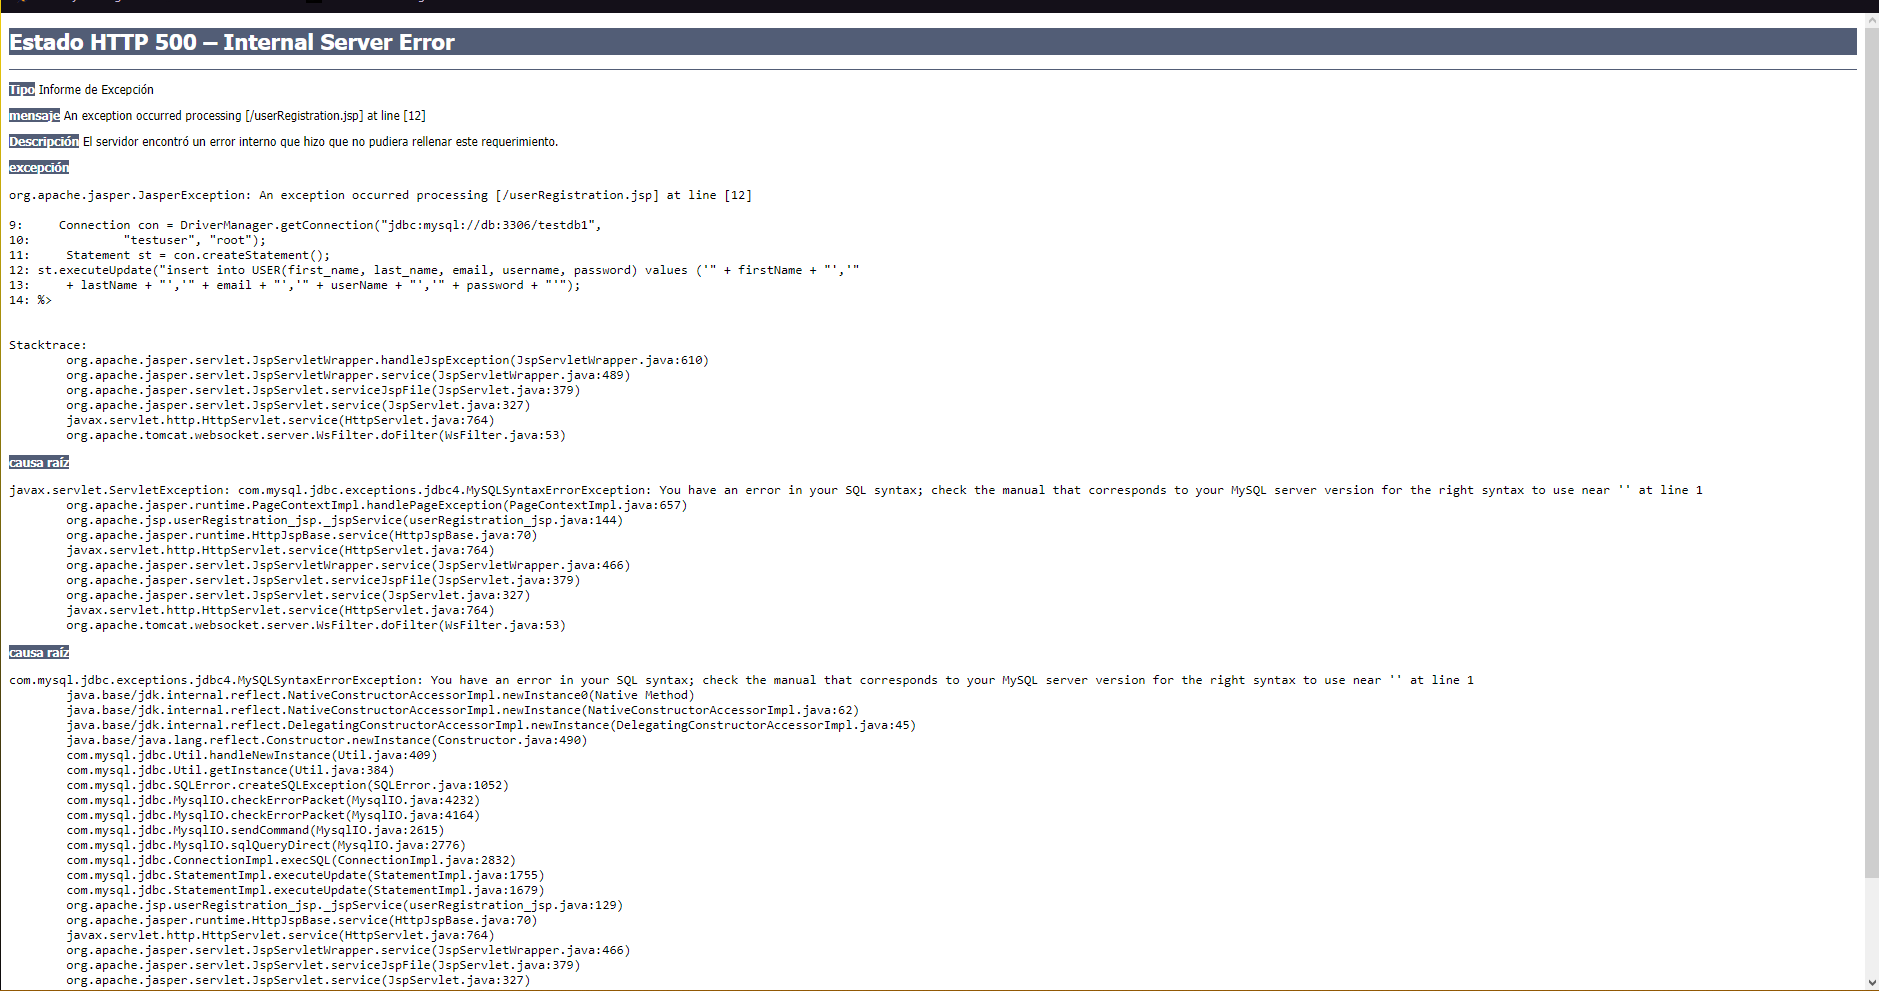 Estado HTTP 500 – Internal Server Error
Tipo Informe de Excepción
mensaje An exception occurred processing [/userRegistration.jsp] at line [12]
Descripción El servidor encontró un error interno que hizo que no pudiera rellenar este requerimiento.
excepción
org.apache.jasper.JasperException: An exception occurred processing [/userRegistration.jsp] at line [12]
9:     Connection con = DriverManager.getConnection("jdbc:mysql://db:3306/testdb1",
10:             "testuser", "root");
11:     Statement st = con.createStatement();
12: st.executeUpdate("insert into USER(first_name, last_name, email, username, password) values ('" + firstName + "','"
13:     + lastName + "','" + email + "','" + userName + "','" + password + "'");
14: %>
Stacktrace:
org.apache.jasper.servlet.JspServletWrapper.handleJspException(JspServletWrapper.java:610)
org.apache.jasper.servlet.JspServletWrapper.service(JspServletWrapper.java:489)
org.apache.jasper.servlet.JspServlet.serviceJspFile(JspServlet.java:379)
org.apache.jasper.servlet.JspServlet.service(JspServlet.java:327)
javax.servlet.http.HttpServlet.service(HttpServlet.java:764)
org.apache.tomcat.websocket.server.WsFilter.doFilter(WsFilter.java:53)
causa raíz
javax.servlet.ServletException: com.mysql.jdbc.exceptions.jdbc4.MySQLSyntaxErrorException: You have an error in your SQL syntax; check the manual that corresponds to your MySQL server version for the right syntax to use near '' at line 1
org.apache.jasper.runtime.PageContextImpl.handlePageException(PageContextImpl.java:657)
org.apache.jsp.userRegistration_jsp._jspService(userRegistration_jsp.java:144)
org.apache.jasper.runtime.HttpJspBase.service(HttpJspBase.java:70)
javax.servlet.http.HttpServlet.service(HttpServlet.java:764)
org.apache.jasper.servlet.JspServletWrapper.service(JspServletWrapper.java:466)
org.apache.jasper.servlet.JspServlet.serviceJspFile(JspServlet.java:379)
org.apache.jasper.servlet.JspServlet.service(JspServlet.java:327)
javax.servlet.http.HttpServlet.service(HttpServlet.java:764)
org.apache.tomcat.websocket.server.WsFilter.doFilter(WsFilter.java:53)
causa raíz
com.mysql.jdbc.exceptions.jdbc4.MySQLSyntaxErrorException: You have an error in your SQL syntax; check the manual that corresponds to your MySQL server version for the right syntax to use near '' at line 1
java.base/jdk.internal.reflect.NativeConstructorAccessorImpl.newInstance0(Native Method)
java.base/jdk.internal.reflect.NativeConstructorAccessorImpl.newInstance(NativeConstructorAccessorImpl.java:62)
java.base/jdk.internal.reflect.DelegatingConstructorAccessorImpl.newInstance(DelegatingConstructorAccessorImpl.java:45)
java.base/java.lang.reflect.Constructor.newInstance(Constructor.java:490)
com.mysql.jdbc.Util.handleNewInstance(Util.java:409)
com.mysql.jdbc.Util.getInstance(Util.java:384)
com.mysql.jdbc.SQLError.createSQLException(SQLError.java:1052)
com.mysql.jdbc.MysqlIO.checkErrorPacket(MysqlIO.java:4232)
com.mysql.jdbc.MysqlIO.checkErrorPacket(MysqlIO.java:4164)
com.mysql.jdbc.MysqlIO.sendCommand(MysqlIO.java:2615)
com.mysql.jdbc.MysqlIO.sqlQueryDirect(MysqlIO.java:2776)
com.mysql.jdbc.ConnectionImpl.execSQL(ConnectionImpl.java:2832)
com.mysql.jdbc.StatementImpl.executeUpdate(StatementImpl.java:1755)
com.mysql.jdbc.StatementImpl.executeUpdate(StatementImpl.java:1679)
org.apache.jsp.userRegistration_jsp._jspService(userRegistration_jsp.java:129)
org.apache.jasper.runtime.HttpJspBase.service(HttpJspBase.java:70)
javax.servlet.http.HttpServlet.service(HttpServlet.java:764)
org.apache.jasper.servlet.JspServletWrapper.service(JspServletWrapper.java:466)
org.apache.jasper.servlet.JspServlet.serviceJspFile(JspServlet.java:379)
org.apache.jasper.servlet.JspServlet.service(JspServlet.java:327)